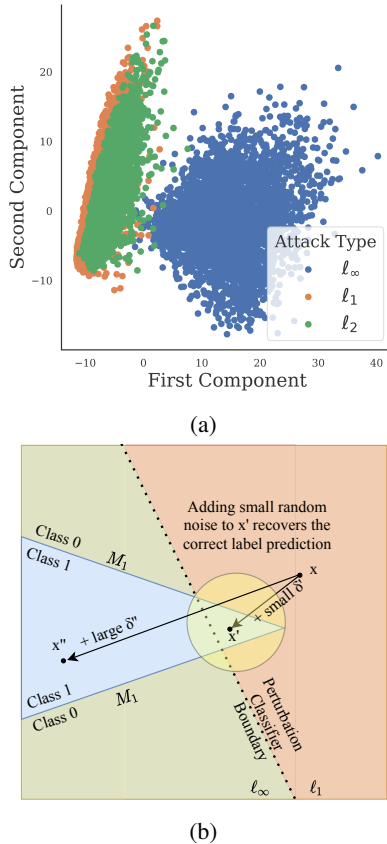 20
10
0
−10
Second Component
Attack Type
ℓ∞
ℓ1
ℓ2
−10
0
10
20
30
40
First Component
(a)
Adding small random
noise to x' recovers the
correct label prediction
Class 0
Class 1
M1
x
+ small δ'
x'
x''
+ large δ''
Class 1
Class 0
M1
Perturbation
Classifier
Boundary
ℓ∞
ℓ1
(b)